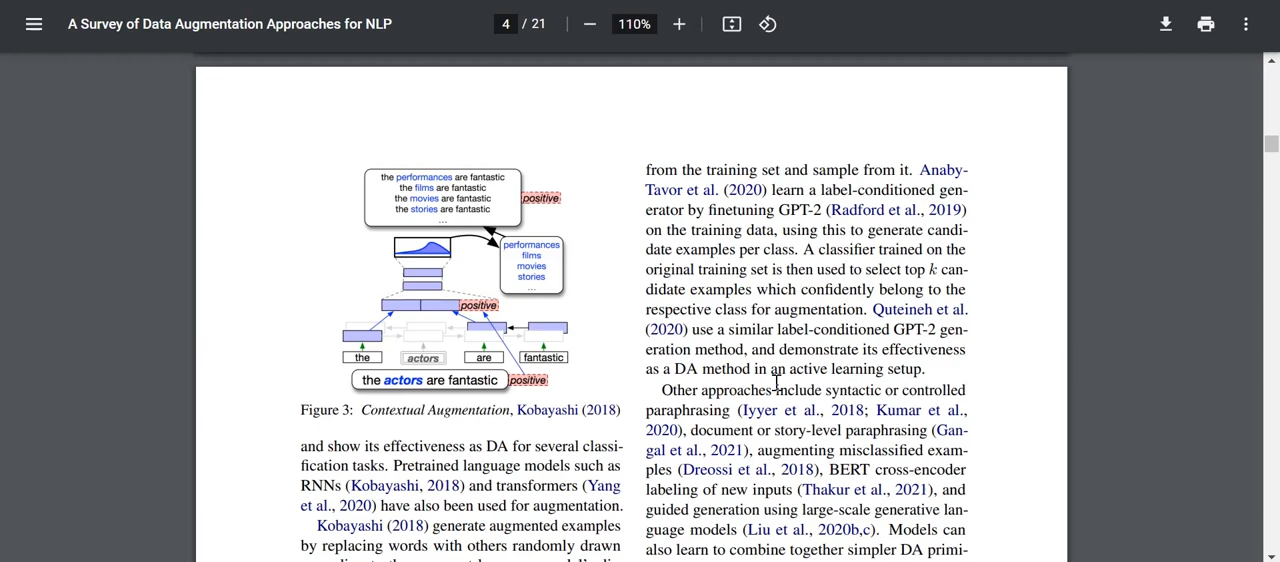 A Survey of Data Augmentation Approaches for NLP
4 / 21
110%
the performances are fantastic
the films are fantastic
the movies are fantastic
the stories are fantastic
...
positive
performances
films
movies
stories
...
positive
the actors are fantastic
the actors are fantastic positive
Figure 3: Contextual Augmentation, Kobayashi (2018)
and show its effectiveness as DA for several classi-
fication tasks. Pretrained language models such as
RNNs (Kobayashi, 2018) and transformers (Yang
et al., 2020) have also been used for augmentation.
Kobayashi (2018) generate augmented examples
by replacing words with others randomly drawn
from the training set and sample from it. Anaby-
Tavor et al. (2020) learn a label-conditioned gen-
erator by finetuning GPT-2 (Radford et al., 2019)
on the training data, using this to generate candi-
date examples per class. A classifier trained on the
original training set is then used to select top k can-
didate examples which confidently belong to the
respective class for augmentation. Quteineh et al.
(2020) use a similar label-conditioned GPT-2 gen-
eration method, and demonstrate its effectiveness
as a DA method in an active learning setup.
Other approaches include syntactic or controlled
paraphrasing (Iyyer et al., 2018; Kumar et al.,
2020), document or story-level paraphrasing (Gan-
gal et al., 2021), augmenting misclassified exam-
ples (Dreossi et al., 2018), BERT cross-encoder
labeling of new inputs (Thakur et al., 2021), and
guided generation using large-scale generative lan-
guage models (Liu et al., 2020b,c). Models can
also learn to combine together simpler DA primi-